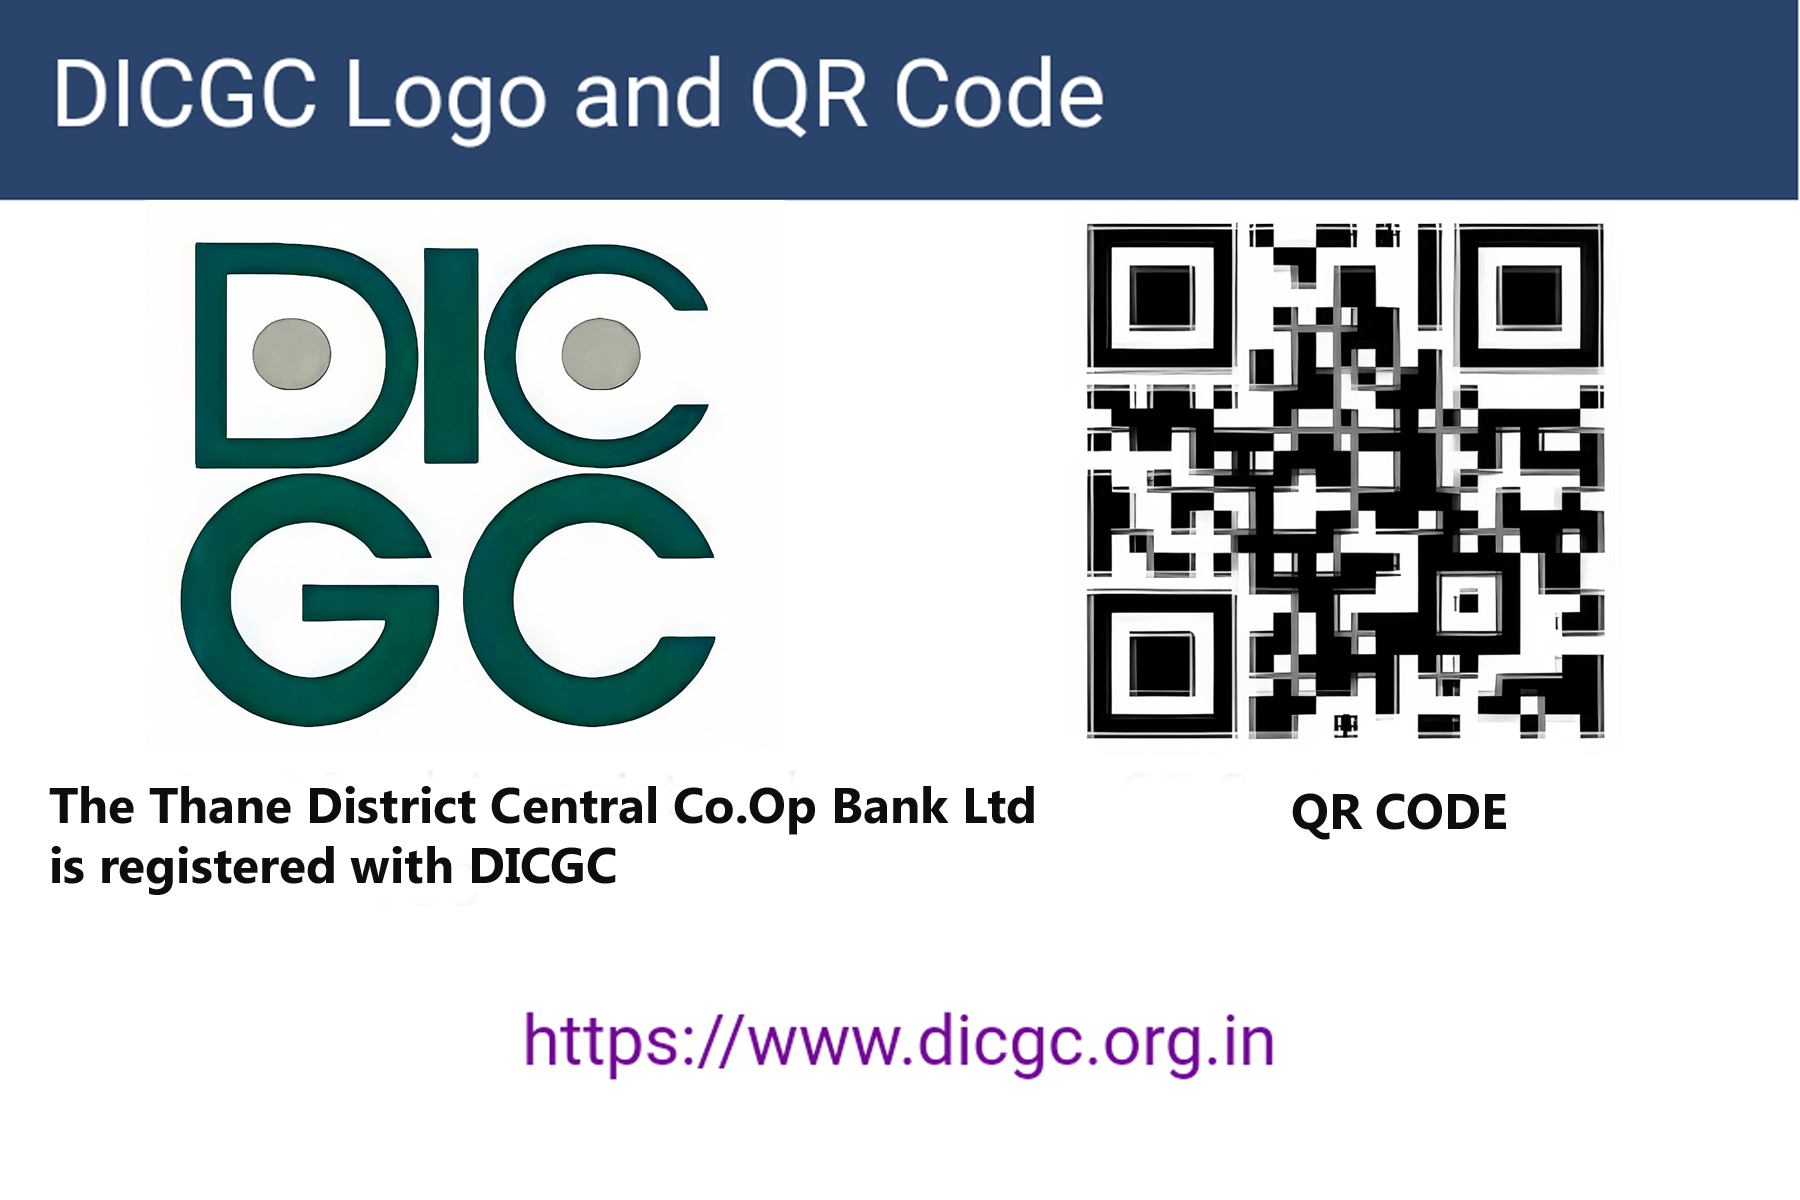 DICGC Logo and QR Code
DIC
GC
The Thane District Central Co.Op Bank Ltd
is registered with DICGC
QR CODE
https://www.dicgc.org.in